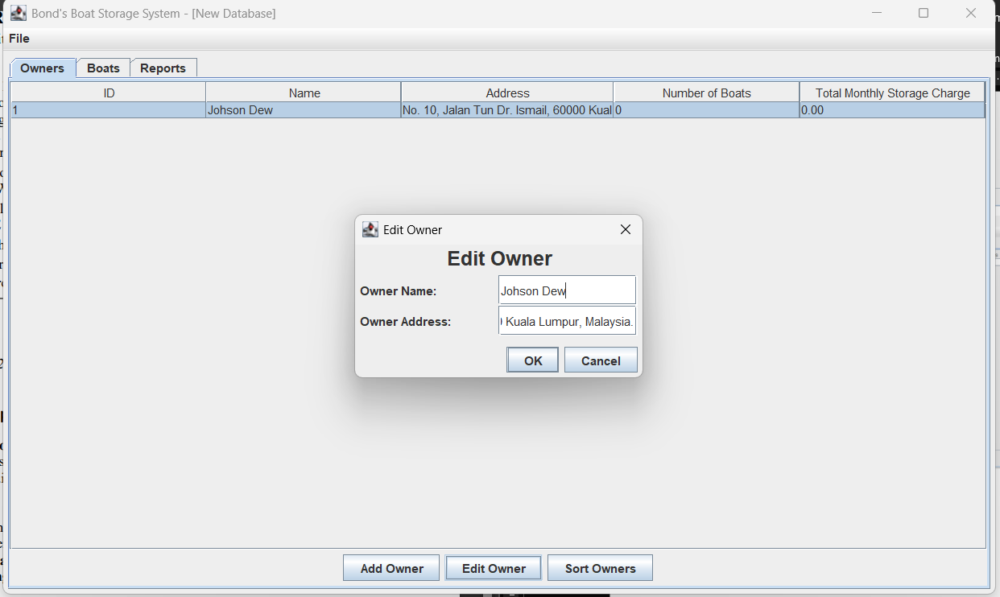 Bond's Boat Storage System - [New Database]
File
Owners Boats Reports
ID Name Address Number of Boats Total Monthly Storage Charge
1 Johson Dew No. 10, Jalan Tun Dr. Ismail, 60000 Kual 0 0.00
Edit Owner
Edit Owner
Owner Name: Johson Dew
Owner Address: Kuala Lumpur, Malaysia.
OK Cancel
Add Owner Edit Owner Sort Owners